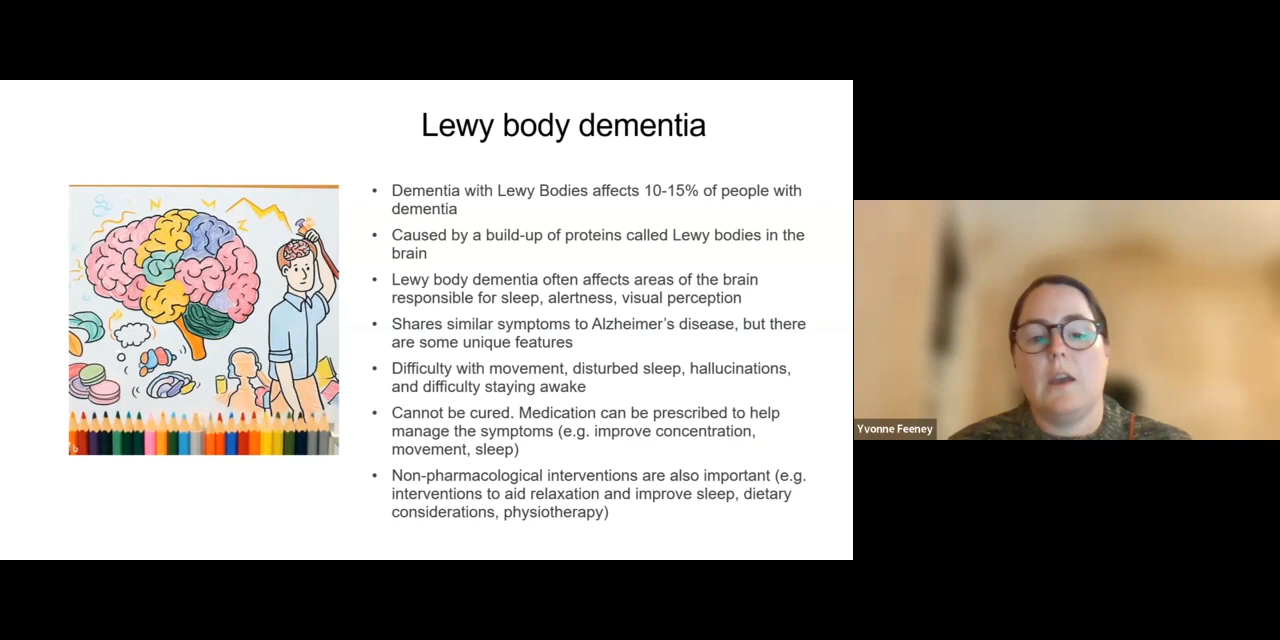 Lewy body dementia
• Dementia with Lewy Bodies affects 10-15% of people with
dementia
• Caused by a build-up of proteins called Lewy bodies in the
brain
• Lewy body dementia often affects areas of the brain
responsible for sleep, alertness, visual perception
• Shares similar symptoms to Alzheimer’s disease, but there
are some unique features
• Difficulty with movement, disturbed sleep, hallucinations,
and difficulty staying awake
• Cannot be cured. Medication can be prescribed to help
manage the symptoms (e.g. improve concentration,
movement, sleep)
• Non-pharmacological interventions are also important (e.g.
interventions to aid relaxation and improve sleep, dietary
considerations, physiotherapy)
Yvonne Feeney